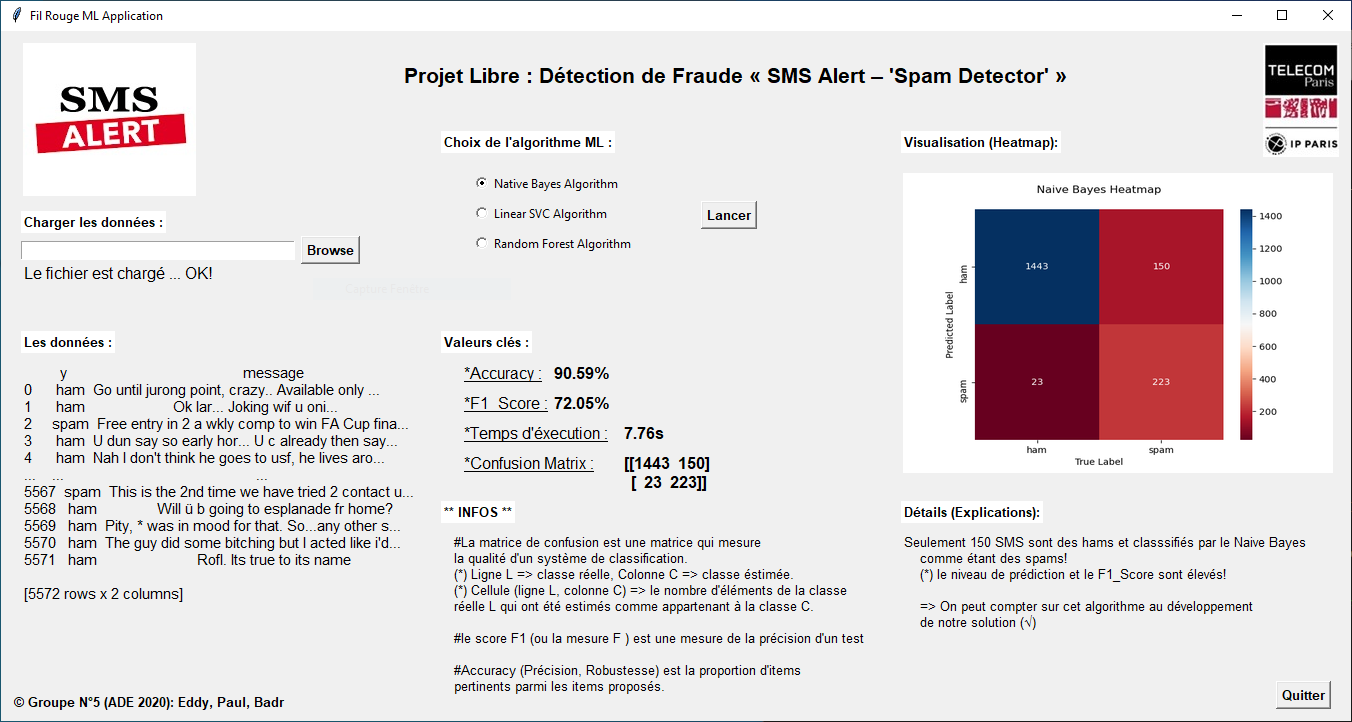 Fil Rouge ML Application
SMS
ALERT
Projet Libre : Détection de Fraude « SMS Alert – 'Spam Detector' »
TELECOM
Paris
IP PARIS
Charger les données :
Browse
Le fichier est chargé ... OK!
Choix de l'algorithme ML :
Native Bayes Algorithm
Linear SVC Algorithm
Random Forest Algorithm
Lancer
Capture Fenêtre
Visualisation (Heatmap):
Naive Bayes Heatmap
Predicted Label
ham
spam
1443
150
23
223
ham
spam
True Label
1400
1200
1000
800
600
400
200
Les données :
y message
0 ham Go until jurong point, crazy.. Available only ...
1 ham Ok lar... Joking wif u oni...
2 spam Free entry in 2 a wkly comp to win FA Cup fina...
3 ham U dun say so early hor... U c already then say...
4 ham Nah I don't think he goes to usf, he lives aro...
... ... ...
5567 spam This is the 2nd time we have tried 2 contact u...
5568 ham Will ü b going to esplanade fr home?
5569 ham Pity, * was in mood for that. So...any other s...
5570 ham The guy did some bitching but I acted like i'd...
5571 ham Rofl. Its true to its name
[5572 rows x 2 columns]
Valeurs clés :
*Accuracy : 90.59%
*F1_Score : 72.05%
*Temps d'éxecution : 7.76s
*Confusion Matrix : [[1443 150]
[ 23 223]]
** INFOS **
#La matrice de confusion est une matrice qui mesure
la qualité d'un système de classification.
(*) Ligne L => classe réelle, Colonne C => classe éstimée.
(*) Cellule (ligne L, colonne C) => le nombre d'éléments de la classe
réelle L qui ont été estimés comme appartenant à la classe C.
#le score F1 (ou la mesure F ) est une mesure de la précision d'un test
#Accuracy (Précision, Robustesse) est la proportion d'items
pertinents parmi les items proposés.
Détails (Explications):
Seulement 150 SMS sont des hams et classsifiés par le Naive Bayes
comme étant des spams!
(*) le niveau de prédiction et le F1_Score sont élevés!
=> On peut compter sur cet algorithme au développement
de notre solution (√)
© Groupe N°5 (ADE 2020): Eddy, Paul, Badr
Quitter